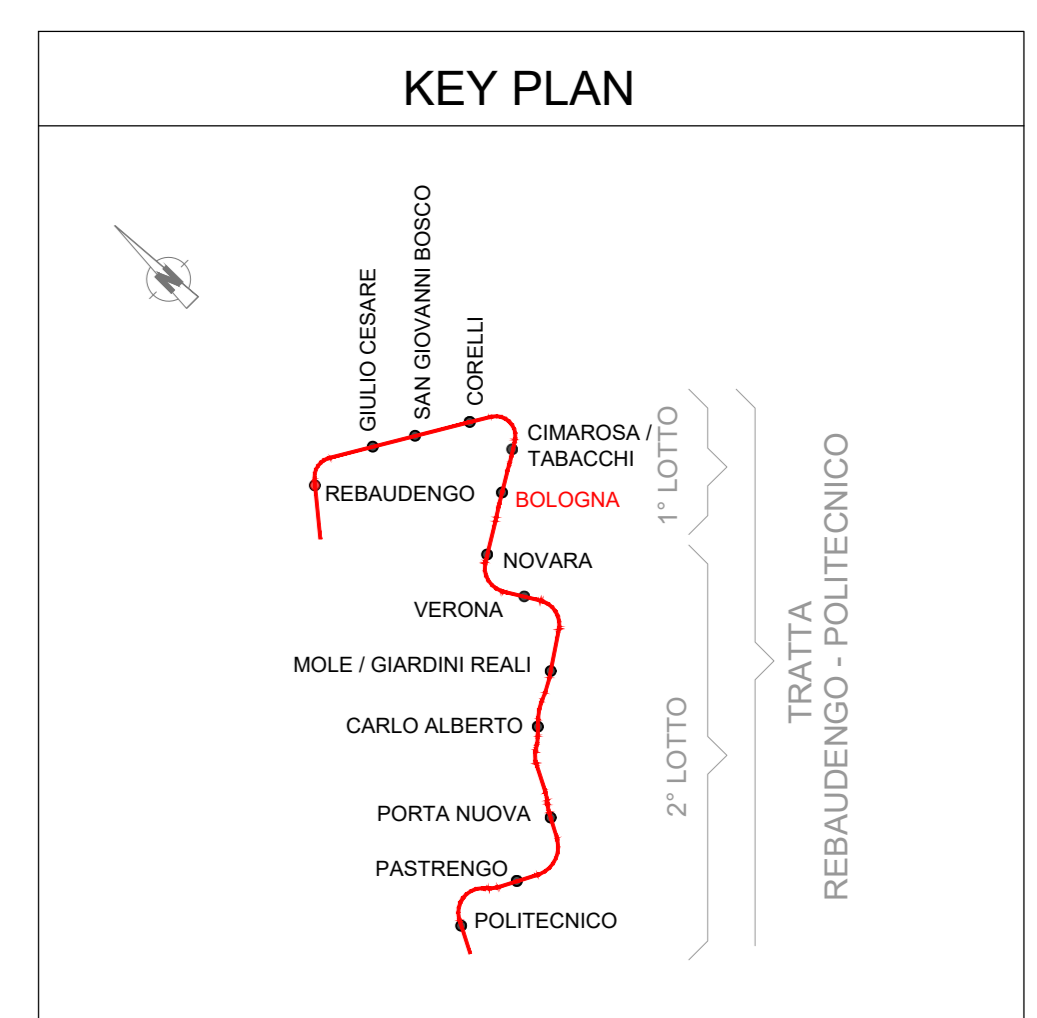 KEY PLAN
N
GIULIO CESARE
SAN GIOVANNI BOSCO
CORELLI
CIMAROSA /
TABACCHI
REBAUDENGO
BOLOGNA
NOVARA
VERONA
MOLE / GIARDINI REALI
CARLO ALBERTO
PORTA NUOVA
PASTRENGO
POLITECNICO
1° LOTTO
2° LOTTO
TRATTA
REBAUDENGO - POLITECNICO